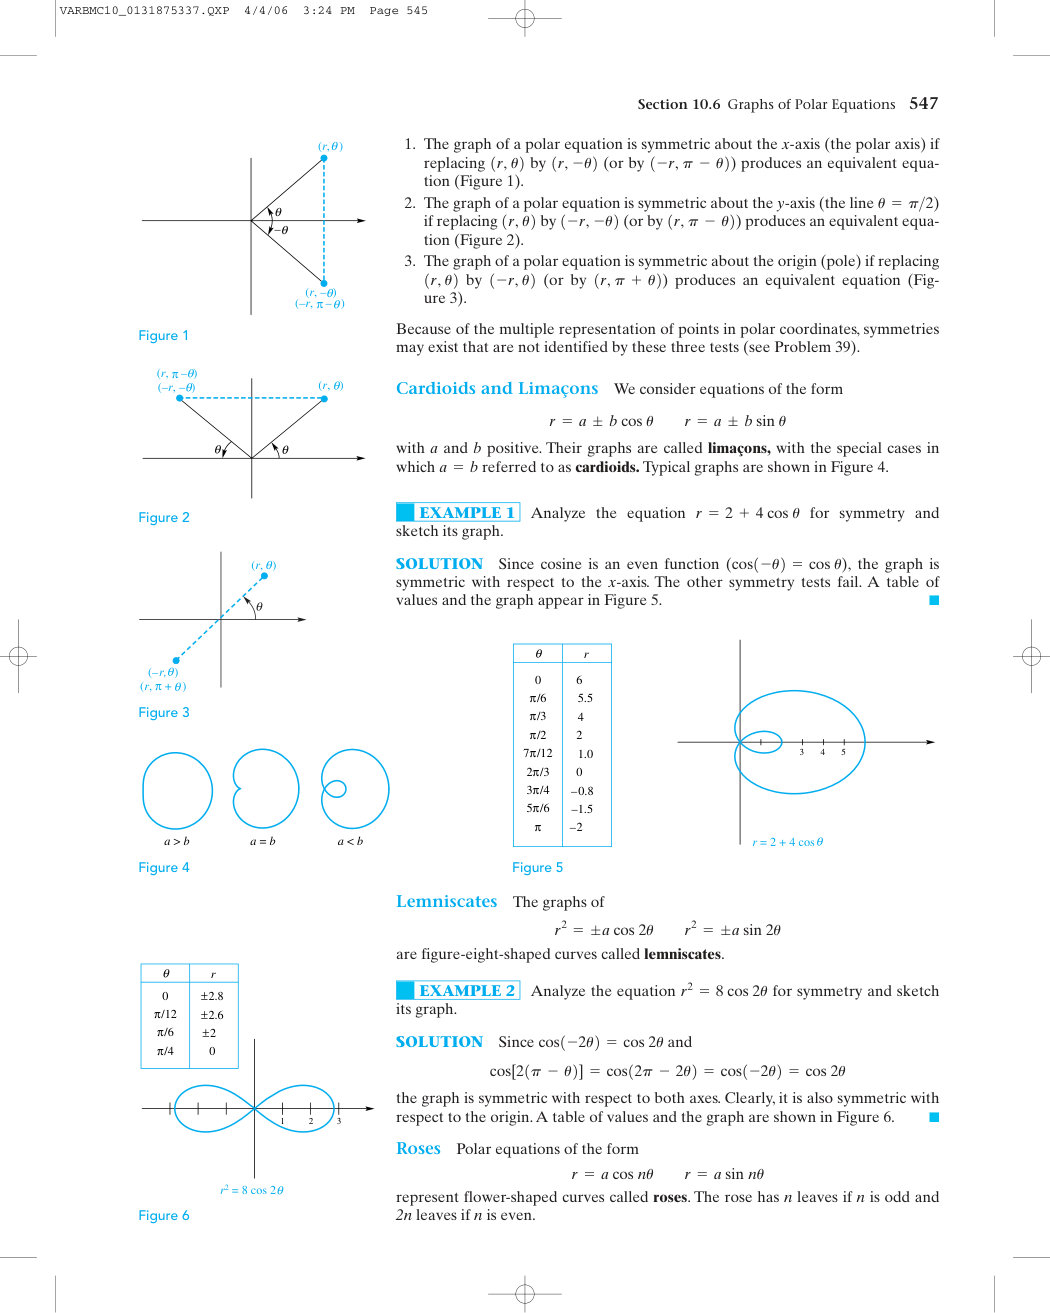 VARBMC10_0131875337.QXP 4/4/06 3:24 PM Page 545
Section 10.6 Graphs of Polar Equations 547
1. The graph of a polar equation is symmetric about the x-axis (the polar axis) if
replacing (r, θ) by (r, −θ) (or by (−r, π − θ)) produces an equivalent equa-
tion (Figure 1).
2. The graph of a polar equation is symmetric about the y-axis (the line θ = π/2)
if replacing (r, θ) by (−r, −θ) (or by (r, π − θ)) produces an equivalent equa-
tion (Figure 2).
3. The graph of a polar equation is symmetric about the origin (pole) if replacing
(r, θ) by (−r, θ) (or by (r, π + θ)) produces an equivalent equation (Fig-
ure 3).
Because of the multiple representation of points in polar coordinates, symmetries
may exist that are not identified by these three tests (see Problem 39).
(r, θ)
θ
−θ
(r, −θ)
(−r, π − θ)
Figure 1
(r, π −θ)
(−r, −θ)
(r, θ)
θ
θ
Figure 2
(r, θ)
θ
(−r, θ)
(r, π + θ)
Figure 3
a > b
a = b
a < b
Figure 4
Cardioids and Limaçons We consider equations of the form
r = a ± b cos θ r = a ± b sin θ
with a and b positive. Their graphs are called limaçons, with the special cases in
which a = b referred to as cardioids. Typical graphs are shown in Figure 4.
EXAMPLE 1 Analyze the equation r = 2 + 4 cos θ for symmetry and
sketch its graph.
SOLUTION Since cosine is an even function (cos(−θ) = cos θ), the graph is
symmetric with respect to the x-axis. The other symmetry tests fail. A table of
values and the graph appear in Figure 5.
θ r
0 6
π/6 5.5
π/3 4
π/2 2
7π/12 1.0
2π/3 0
3π/4 −0.8
5π/6 −1.5
π −2
3 4 5
r = 2 + 4 cos θ
Figure 5
Lemniscates The graphs of
r² = ±a cos 2θ r² = ±a sin 2θ
are figure-eight-shaped curves called lemniscates.
EXAMPLE 2 Analyze the equation r² = 8 cos 2θ for symmetry and sketch
its graph.
SOLUTION Since cos(−2θ) = cos 2θ and
cos[2(π − θ)] = cos(2π − 2θ) = cos(−2θ) = cos 2θ
the graph is symmetric with respect to both axes. Clearly, it is also symmetric with
respect to the origin. A table of values and the graph are shown in Figure 6.
θ r
0 ±2.8
π/12 ±2.6
π/6 ±2
π/4 0
1 2 3
r² = 8 cos 2θ
Figure 6
Roses Polar equations of the form
r = a cos nθ r = a sin nθ
represent flower-shaped curves called roses. The rose has n leaves if n is odd and
2n leaves if n is even.